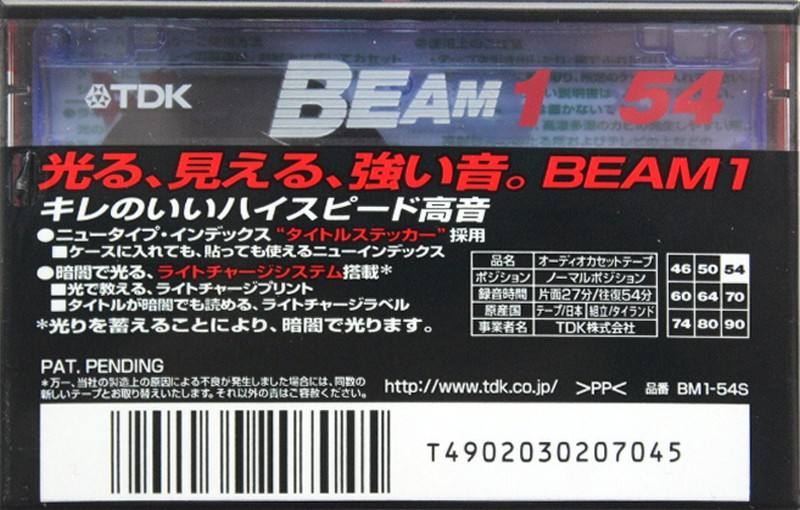 TDK BEAM 1 54
光る、見える、強い音。BEAM1
キレのいいハイスピード高音
●ニュータイプ・インデックス“タイトルステッカー”採用
■ケースに入れても、貼っても使えるニューインデックス
●暗闇で光る、ライトチャージシステム搭載*
■光で教える、ライトチャージプリント
■タイトルが暗闇でも読める、ライトチャージラベル
*光りを蓄えることにより、暗闇で光ります。
品名 オーディオカセットテープ
ポジション ノーマルポジション
録音時間 片面27分/往復54分
原産国 テープ/日本 組立/タイランド
事業者名 TDK株式会社
46 50 54
60 64 70
74 80 90
PAT. PENDING
*万一、当社の製造上の原因による不良が発生しました場合には、同数の
新しいテープとお取り替えいたします。それ以外の責はご容赦ください。
http://www.tdk.co.jp/ >PP< 品番 BM1-54S
T4902030207045